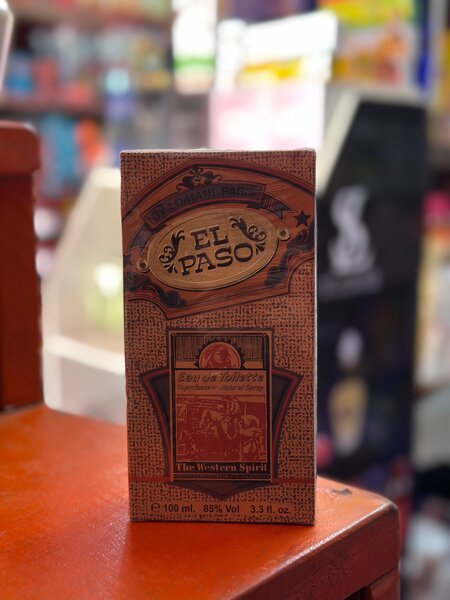 BY LOMANI PARIS
EL
PASO
Eau de Toilette
Vaporisateur - Natural Spray
The Western Spirit
℮ 100 ml. 85% Vol 3.3 fl. oz.